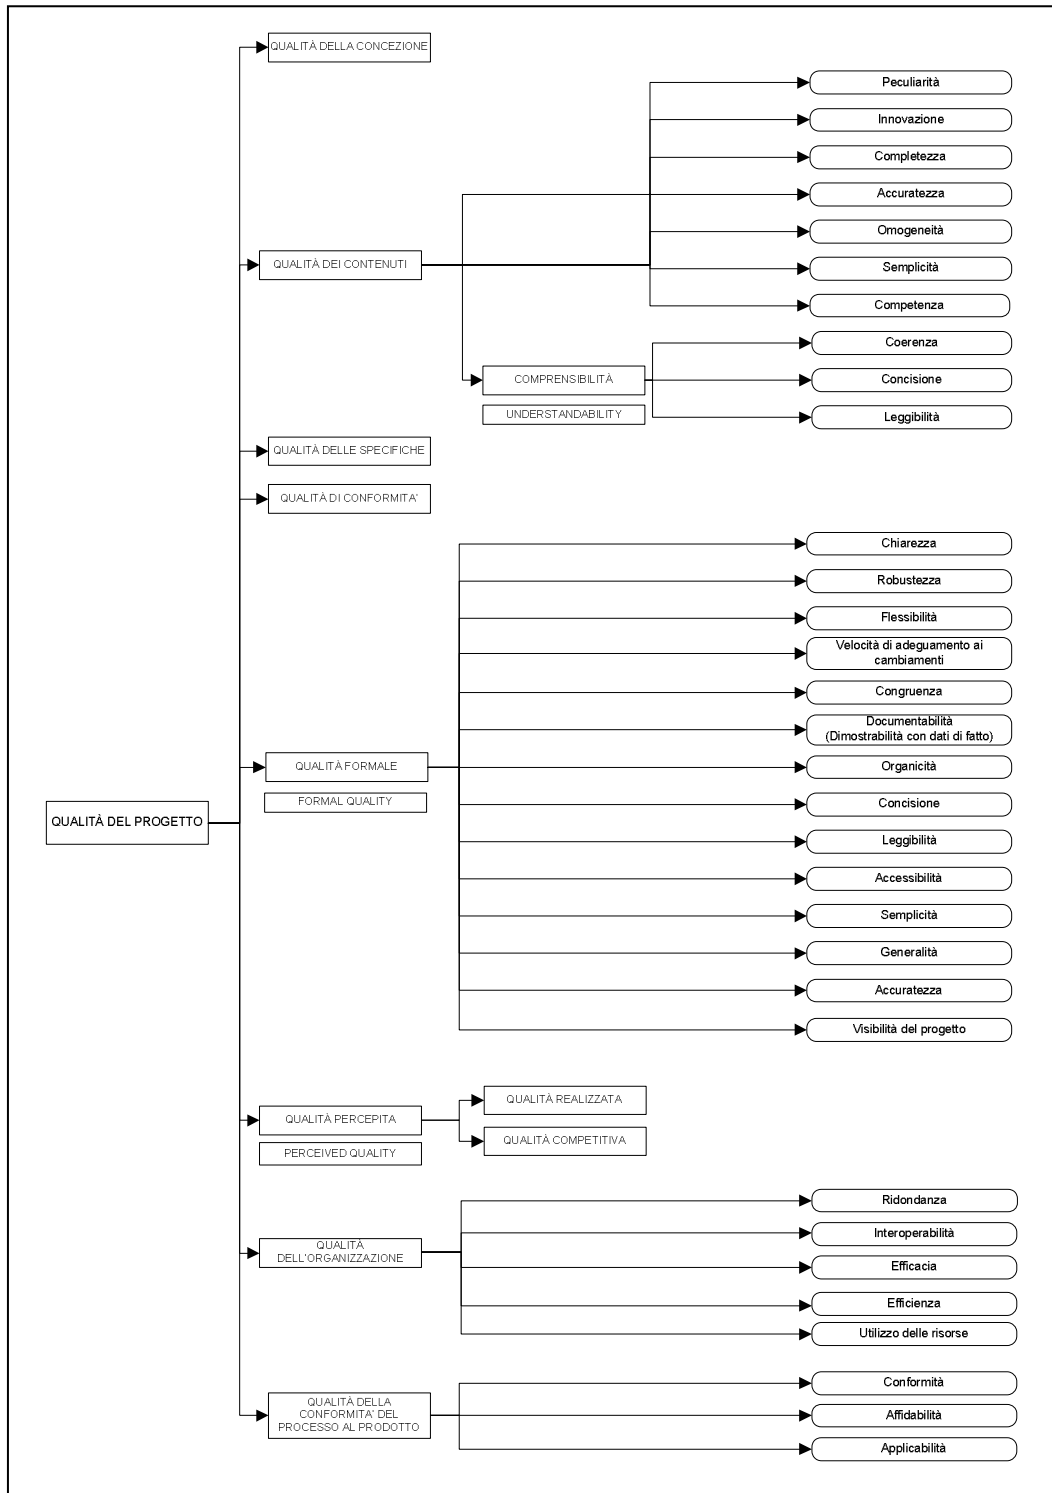 QUALITÀ DELLA CONCEZIONE
Peculiarità
Innovazione
Completezza
Accuratezza
Omogeneità
QUALITÀ DEI CONTENUTI
Semplicità
Competenza
Coerenza
COMPRENSIBILITÀ
Concisione
UNDERSTANDABILITY
Leggibilità
QUALITÀ DELLE SPECIFICHE
QUALITÀ DI CONFORMITA'
Chiarezza
Robustezza
Flessibilità
Velocità di adeguamento ai
cambiamenti
Congruenza
Documentabilità
(Dimostrabilità con dati di fatto)
QUALITÀ FORMALE
Organicità
FORMAL QUALITY
Concisione
QUALITÀ DEL PROGETTO
Leggibilità
Accessibilità
Semplicità
Generalità
Accuratezza
Visibilità del progetto
QUALITÀ REALIZZATA
QUALITÀ PERCEPITA
QUALITÀ COMPETITIVA
PERCEIVED QUALITY
Ridondanza
Interoperabilità
QUALITÀ
DELL'ORGANIZZAZIONE
Efficacia
Efficienza
Utilizzo delle risorse
Conformità
QUALITÀ DELLA
CONFORMITA' DEL
PROCESSO AL PRODOTTO
Affidabilità
Applicabilità